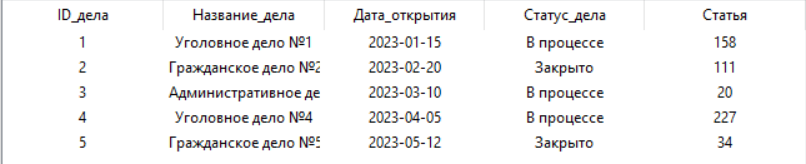 ID_дела Название_дела Дата_открытия Статус_дела Статья
1 Уголовное дело №1 2023-01-15 В процессе 158
2 Гражданское дело №2 2023-02-20 Закрыто 111
3 Административное де 2023-03-10 В процессе 20
4 Уголовное дело №4 2023-04-05 В процессе 227
5 Гражданское дело №5 2023-05-12 Закрыто 34